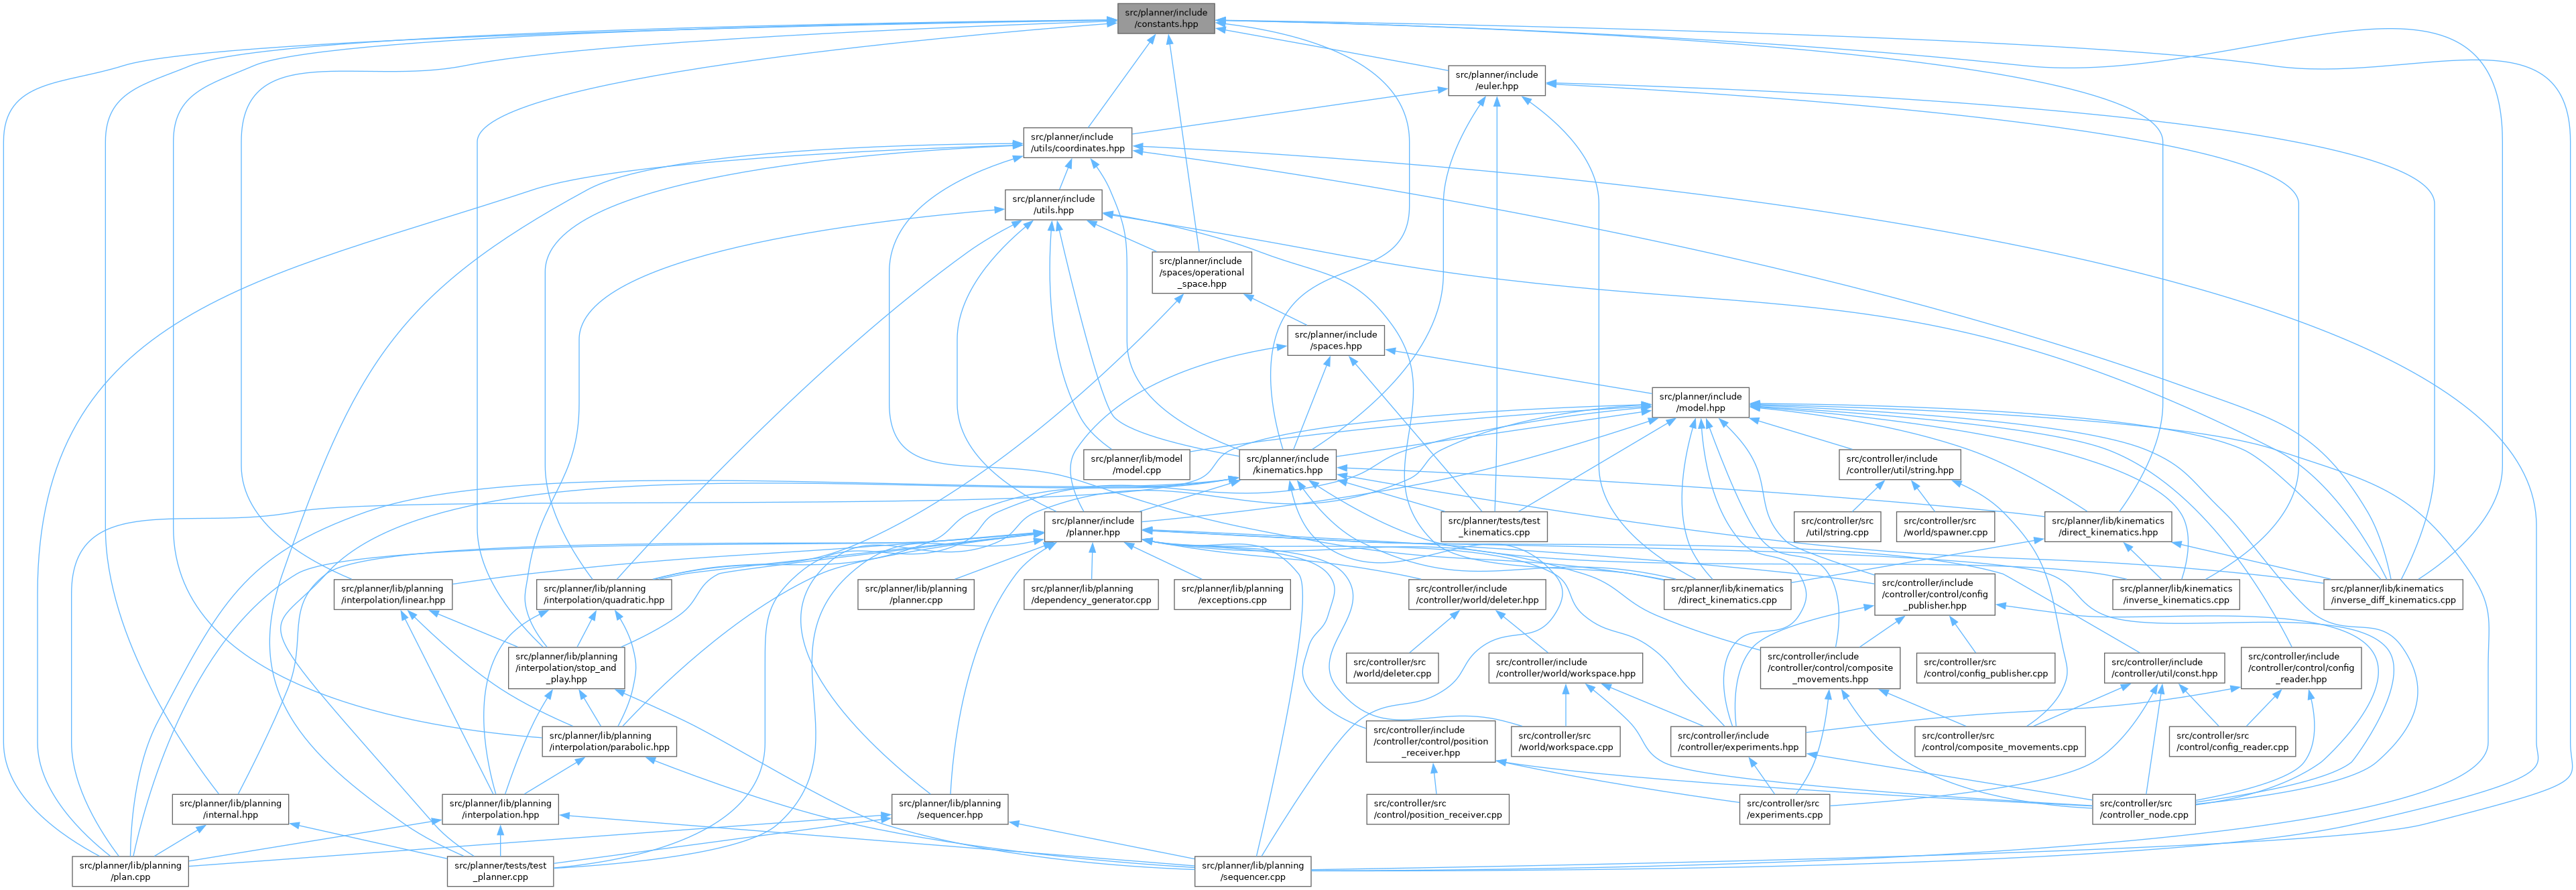 src/planner/include
/constants.hpp
src/planner/include
/euler.hpp
src/planner/include
/utils/coordinates.hpp
src/planner/include
/utils.hpp
src/planner/include
/spaces/operational
_space.hpp
src/planner/include
/spaces.hpp
src/planner/include
/model.hpp
src/planner/lib/model
/model.cpp
src/planner/include
/kinematics.hpp
src/controller/include
/controller/util/string.hpp
src/planner/include
/planner.hpp
src/planner/tests/test
_kinematics.cpp
src/controller/src
/util/string.cpp
src/controller/src
/world/spawner.cpp
src/planner/lib/kinematics
/direct_kinematics.hpp
src/planner/lib/planning
/interpolation/linear.hpp
src/planner/lib/planning
/interpolation/quadratic.hpp
src/planner/lib/planning
/planner.cpp
src/planner/lib/planning
/dependency_generator.cpp
src/planner/lib/planning
/exceptions.cpp
src/controller/include
/controller/world/deleter.hpp
src/planner/lib/kinematics
/direct_kinematics.cpp
src/controller/include
/controller/control/config
_publisher.hpp
src/planner/lib/kinematics
/inverse_kinematics.cpp
src/planner/lib/kinematics
/inverse_diff_kinematics.cpp
src/planner/lib/planning
/interpolation/stop_and
_play.hpp
src/controller/src
/world/deleter.cpp
src/controller/include
/controller/world/workspace.hpp
src/controller/include
/controller/control/composite
_movements.hpp
src/controller/src
/control/config_publisher.cpp
src/controller/include
/controller/util/const.hpp
src/controller/include
/controller/control/config
_reader.hpp
src/planner/lib/planning
/interpolation/parabolic.hpp
src/controller/include
/controller/control/position
_receiver.hpp
src/controller/src
/world/workspace.cpp
src/controller/include
/controller/experiments.hpp
src/controller/src
/control/composite_movements.cpp
src/controller/src
/control/config_reader.cpp
src/planner/lib/planning
/internal.hpp
src/planner/lib/planning
/interpolation.hpp
src/planner/lib/planning
/sequencer.hpp
src/controller/src
/control/position_receiver.cpp
src/controller/src
/experiments.cpp
src/controller/src
/controller_node.cpp
src/planner/lib/planning
/plan.cpp
src/planner/tests/test
_planner.cpp
src/planner/lib/planning
/sequencer.cpp